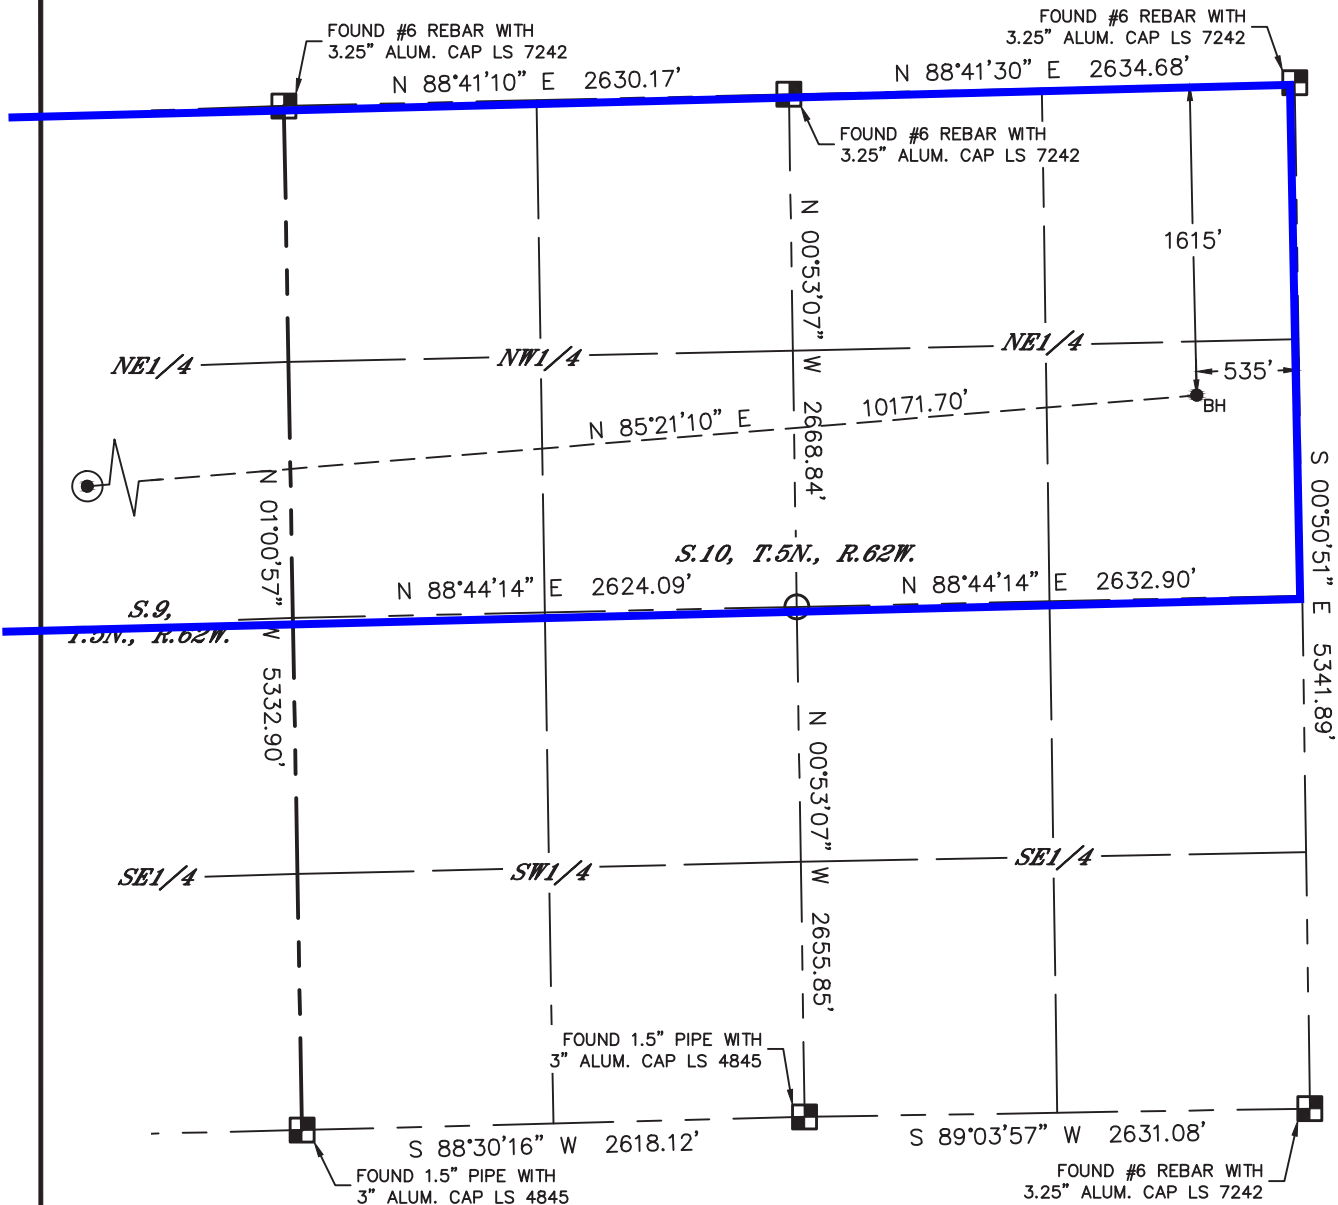 FOUND #6 REBAR WITH
3.25" ALUM. CAP LS 7242
FOUND #6 REBAR WITH
3.25" ALUM. CAP LS 7242
N 88°41'10" E 2630.17'
N 88°41'30" E 2634.68'
FOUND #6 REBAR WITH
3.25" ALUM. CAP LS 7242
N 00°53'07" W 2668.84'
1615'
NE1/4
NW1/4
NE1/4
535'
BH
N 85°21'10" E 10171.70'
N 01°00'57" W 5332.90'
S 00°50'51" E 5341.89'
S.10, T.5N., R.62W.
N 88°44'14" E 2624.09'
N 88°44'14" E 2632.90'
S.9,
T.5N., R.62W.
N 00°53'07" W 2655.85'
SE1/4
SW1/4
SE1/4
FOUND 1.5" PIPE WITH
3" ALUM. CAP LS 4845
S 88°30'16" W 2618.12'
S 89°03'57" W 2631.08'
FOUND 1.5" PIPE WITH
3" ALUM. CAP LS 4845
FOUND #6 REBAR WITH
3.25" ALUM. CAP LS 7242